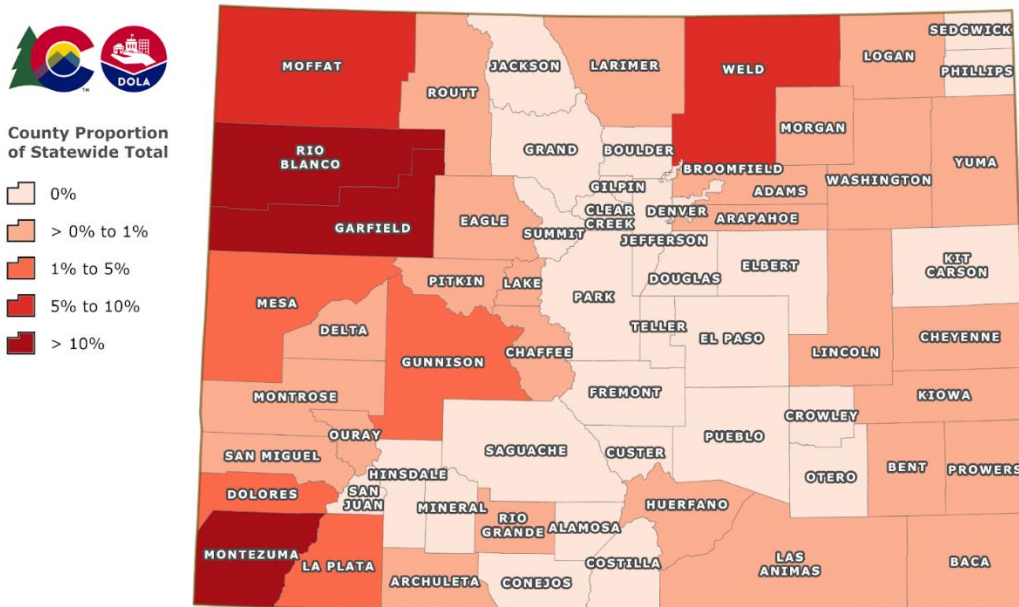 C
TM
DOLA
County Proportion
of Statewide Total
0%
> 0% to 1%
1% to 5%
5% to 10%
> 10%
MOFFAT
ROUTT
JACKSON
LARIMER
WELD
LOGAN
SEDGWICK
PHILLIPS
RIO
BLANCO
GRAND
BOULDER
MORGAN
YUMA
GARFIELD
EAGLE
SUMMIT
GILPIN
CLEAR
CREEK
BROOMFIELD
DENVER
ADAMS
ARAPAHOE
WASHINGTON
JEFFERSON
MESA
PITKIN
LAKE
PARK
DOUGLAS
ELBERT
KIT
CARSON
DELTA
GUNNISON
CHAFFEE
TELLER
EL PASO
LINCOLN
CHEYENNE
MONTROSE
FREMONT
CROWLEY
KIOWA
OURAY
SAGUACHE
CUSTER
PUEBLO
SAN MIGUEL
HINSDALE
OTERO
BENT
PROWERS
DOLORES
SAN
JUAN
MINERAL
RIO
GRANDE
ALAMOSA
HUERFANO
MONTEZUMA
LA PLATA
ARCHULETA
CONEJOS
COSTILLA
LAS
ANIMAS
BACA